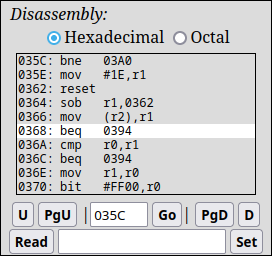 Disassembly:
Hexadecimal Octal
035C: bne 03A0
035E: mov #1E,r1
0362: reset
0364: sob r1,0362
0366: mov (r2),r1
0368: beq 0394
036A: cmp r0,r1
036C: beq 0394
036E: mov r1,r0
0370: bit #FF00,r0
U PgU | 035C Go | PgD D
Read Set